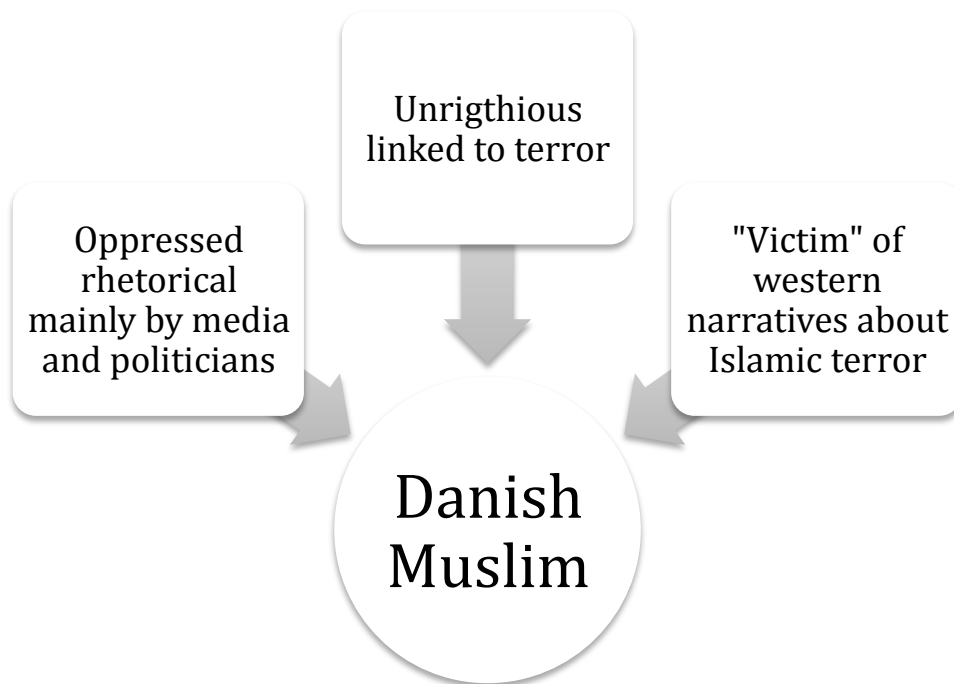 Unrigthious
linked to terror
Oppressed
rhetorical
mainly by media
and politicians
"Victim" of
western
narratives about
Islamic terror
Danish
Muslim